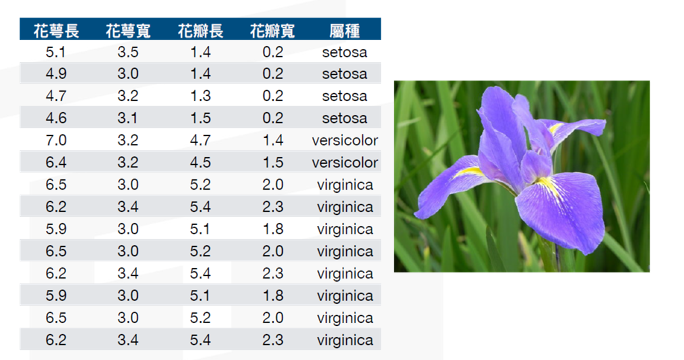 花萼長 花萼寬 花瓣長 花瓣寬 屬種
5.1 3.5 1.4 0.2 setosa
4.9 3.0 1.4 0.2 setosa
4.7 3.2 1.3 0.2 setosa
4.6 3.1 1.5 0.2 setosa
7.0 3.2 4.7 1.4 versicolor
6.4 3.2 4.5 1.5 versicolor
6.5 3.0 5.2 2.0 virginica
6.2 3.4 5.4 2.3 virginica
5.9 3.0 5.1 1.8 virginica
6.5 3.0 5.2 2.0 virginica
6.2 3.4 5.4 2.3 virginica
5.9 3.0 5.1 1.8 virginica
6.5 3.0 5.2 2.0 virginica
6.2 3.4 5.4 2.3 virginica